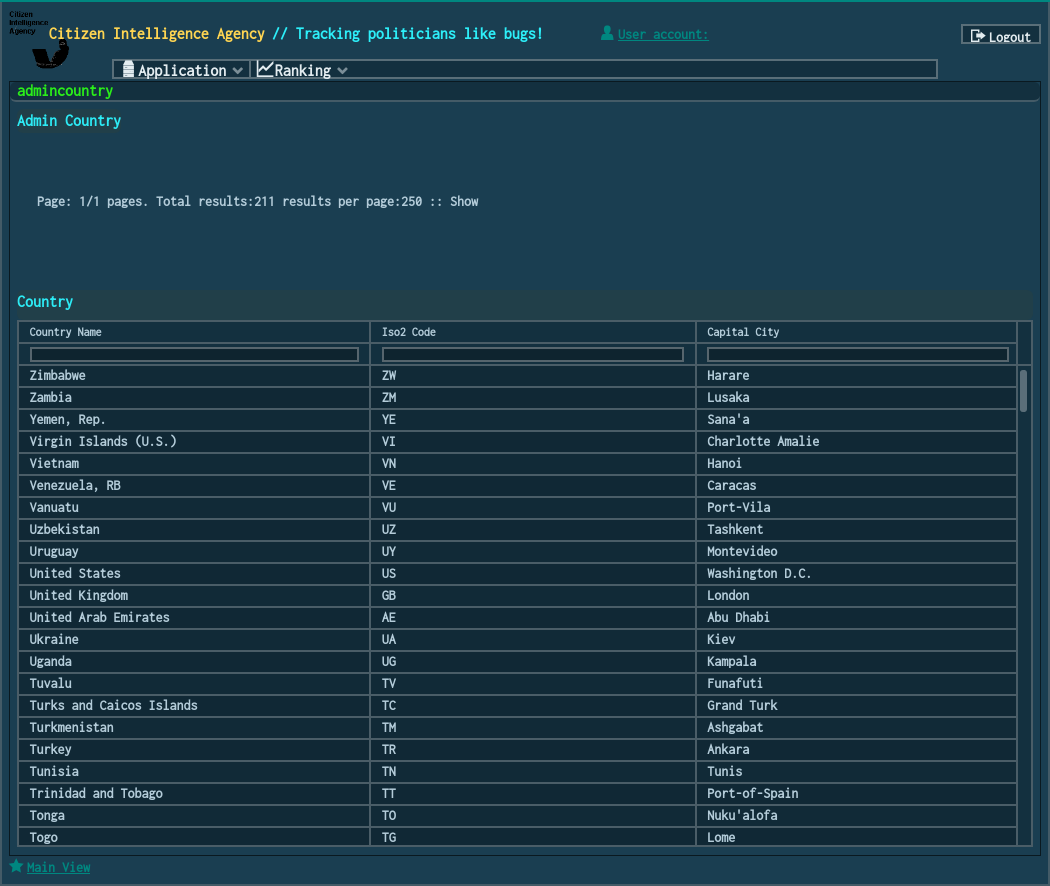 Citizen
Intelligence
Agency
Citizen Intelligence Agency // Tracking politicians like bugs!
User account:
Logout
Application
Ranking
admincountry
Admin Country
Page: 1/1 pages. Total results:211 results per page:250 :: Show
Country
Country Name Iso2 Code Capital City
Zimbabwe ZW Harare
Zambia ZM Lusaka
Yemen, Rep. YE Sana'a
Virgin Islands (U.S.) VI Charlotte Amalie
Vietnam VN Hanoi
Venezuela, RB VE Caracas
Vanuatu VU Port-Vila
Uzbekistan UZ Tashkent
Uruguay UY Montevideo
United States US Washington D.C.
United Kingdom GB London
United Arab Emirates AE Abu Dhabi
Ukraine UA Kiev
Uganda UG Kampala
Tuvalu TV Funafuti
Turks and Caicos Islands TC Grand Turk
Turkmenistan TM Ashgabat
Turkey TR Ankara
Tunisia TN Tunis
Trinidad and Tobago TT Port-of-Spain
Tonga TO Nuku'alofa
Togo TG Lome
Main View